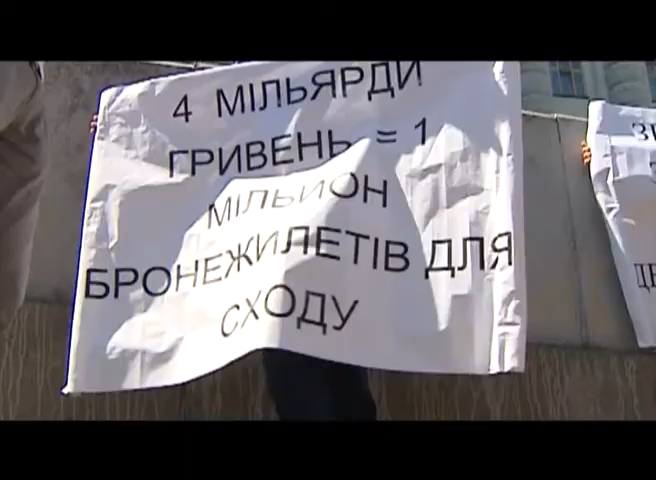 4 МІЛЬЯРДИ
ГРИВЕНЬ = 1
МІЛЬЙОН
БРОНЕЖИЛЕТІВ ДЛЯ
СХОДУ